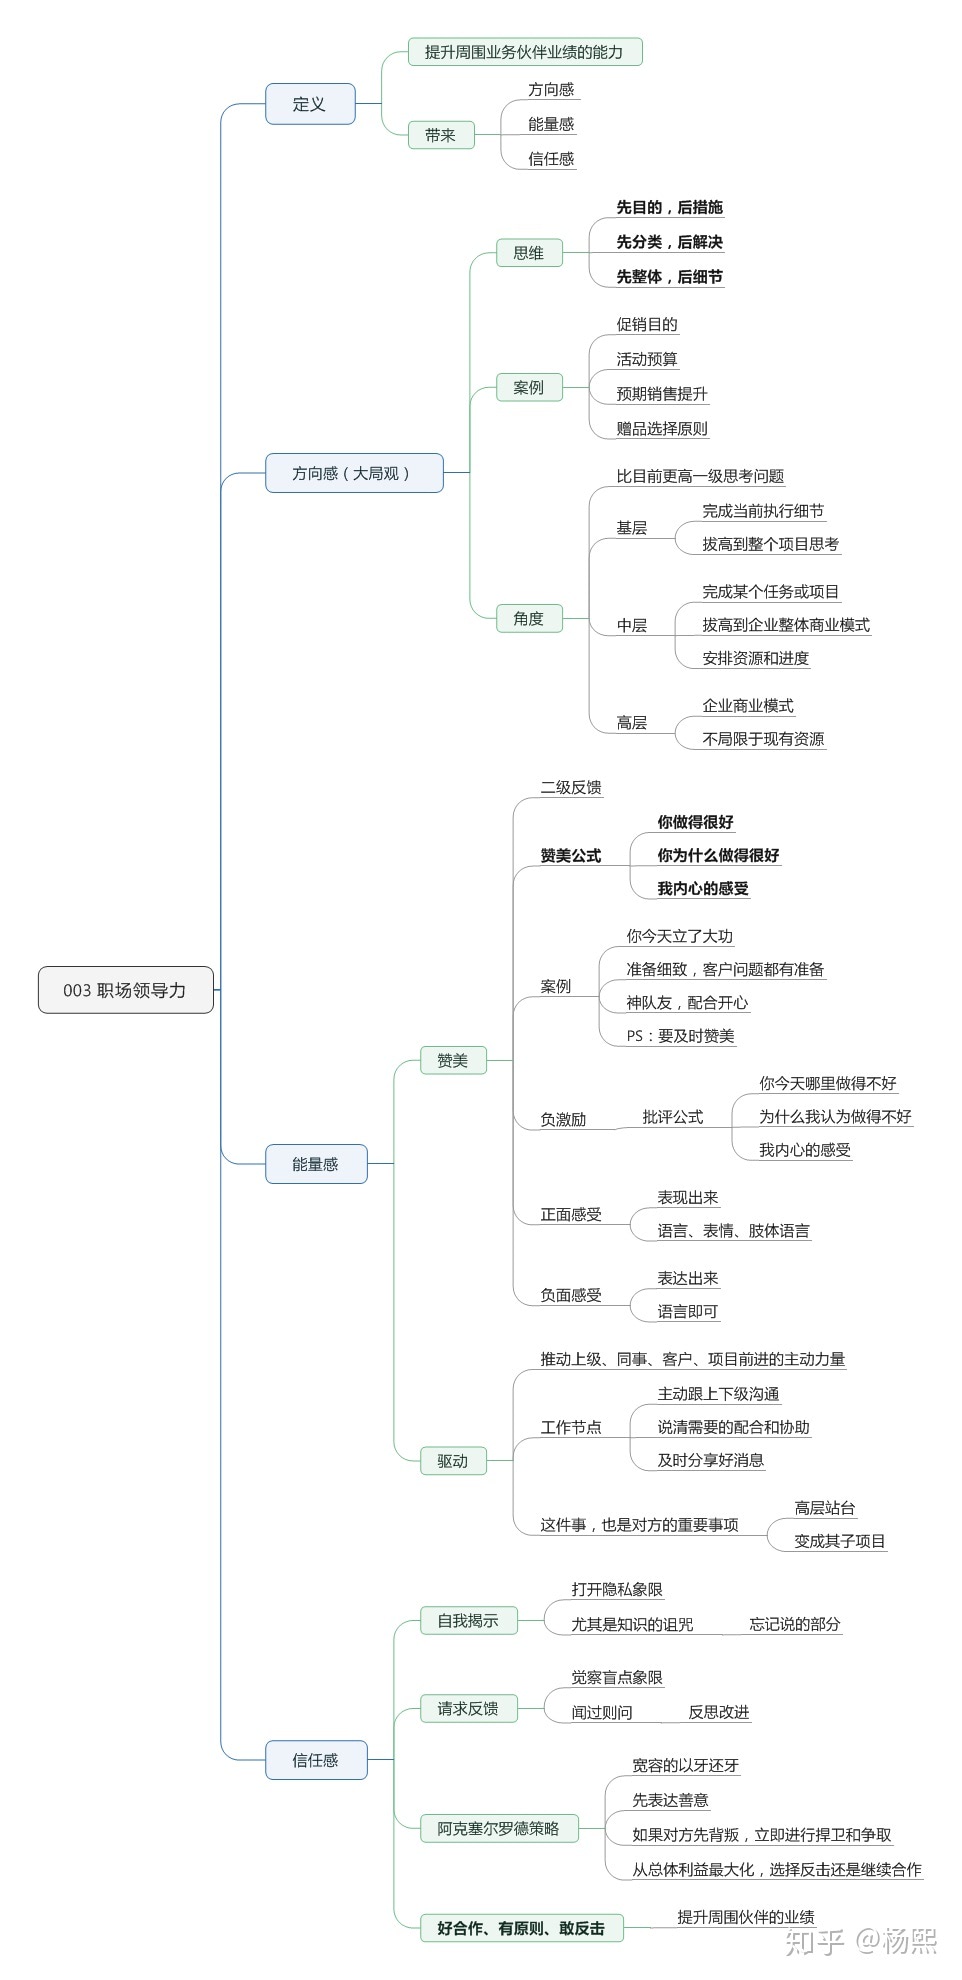 提升周围业务伙伴业绩的能力
定义
方向感
带来
能量感
信任感
先目的，后措施
思维
先分类，后解决
先整体，后细节
促销目的
活动预算
案例
预期销售提升
赠品选择原则
方向感（大局观）
比目前更高一级思考问题
完成当前执行细节
基层
拔高到整个项目思考
完成某个任务或项目
角度
中层
拔高到企业整体商业模式
安排资源和进度
企业商业模式
高层
不局限于现有资源
二级反馈
你做得很好
赞美公式
你为什么做得很好
我内心的感受
你今天立了大功
准备细致，客户问题都有准备
案例
神队友，配合开心
PS：要及时赞美
003 职场领导力
赞美
你今天哪里做得不好
负激励
批评公式
为什么我认为做得不好
我内心的感受
能量感
表现出来
正面感受
语言、表情、肢体语言
表达出来
负面感受
语言即可
推动上级、同事、客户、项目前进的主动力量
主动跟上下级沟通
工作节点
说清需要的配合和协助
及时分享好消息
驱动
高层站台
这件事，也是对方的重要事项
变成其子项目
打开隐私象限
自我揭示
尤其是知识的诅咒
忘记说的部分
觉察盲点象限
请求反馈
闻过则问
反思改进
信任感
宽容的以牙还牙
先表达善意
阿克塞尔罗德策略
如果对方先背叛，立即进行捍卫和争取
从总体利益最大化，选择反击还是继续合作
好合作、有原则、敢反击
提升周围伙伴的业绩
知乎 @杨熙